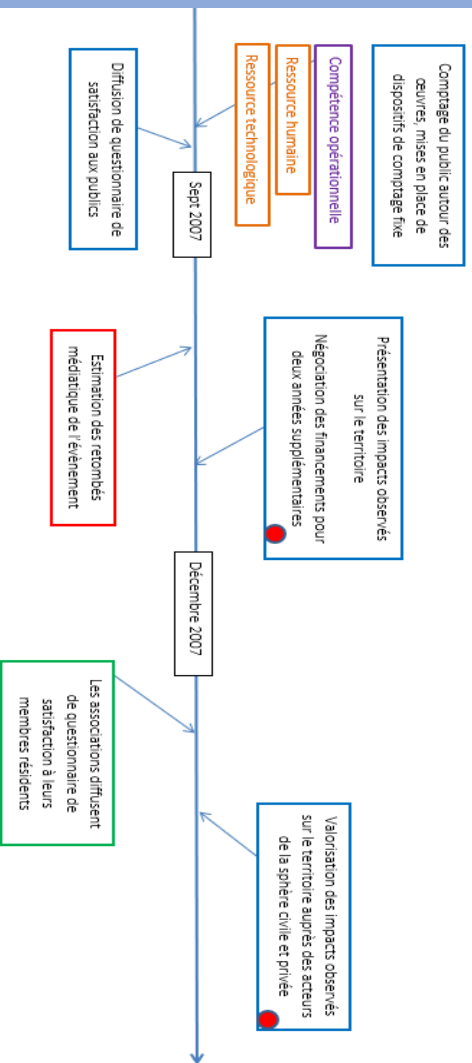 Comptage du public autour des
œuvres, mises en place de
dispositifs de comptage fixe
Compétence opérationnelle
Ressource humaine
Ressource technologique
Présentation des impacts observés
sur le territoire
Négociation des financements pour
deux années supplémentaires
Valorisation des impacts observés
sur le territoire auprès des acteurs
de la sphère civile et privée
Sept 2007
Décembre 2007
Diffusion de questionnaire de
satisfaction aux publics
Estimation des retombés
médiatique de l'évènement
Les associations diffusent
de questionnaire de
satisfaction à leurs
membres résidents